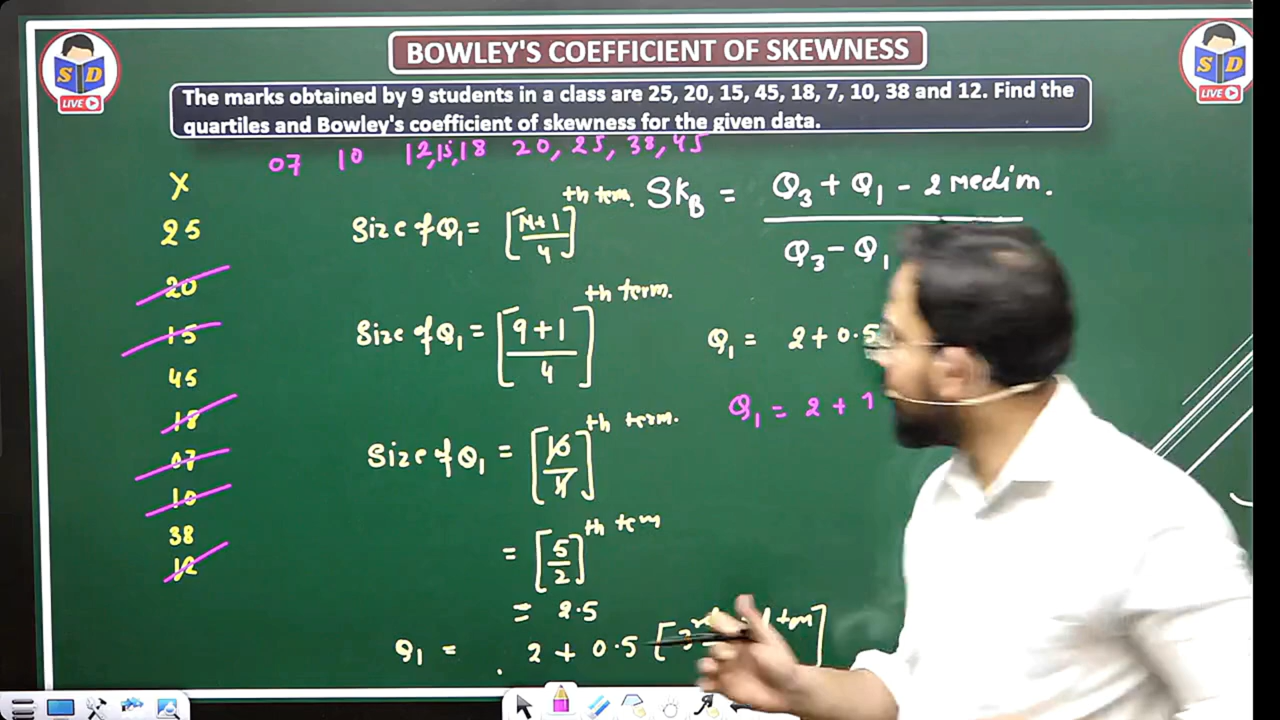 BOWLEY'S COEFFICIENT OF SKEWNESS
S D
LIVE
S D
LIVE
The marks obtained by 9 students in a class are 25, 20, 15, 45, 18, 7, 10, 38 and 12. Find the
quartiles and Bowley's coefficient of skewness for the given data.
07 10 12,15,18 20, 25, 38, 45
X
25
20
15
45
18
07
10
38
12
Size of Q₁ = [N+1/4]th term.
Size of Q₁ = [9+1/4]th term.
Size of Q₁ = [10/4]th term.
= [5/2]th term
= 2.5
Q₁ = 2 + 0.5 [3rd
SkB = Q₃ + Q₁ - 2 Medim.
Q₃ - Q₁
Q₁ = 2 + 0.5
Q₁ = 2 + 1